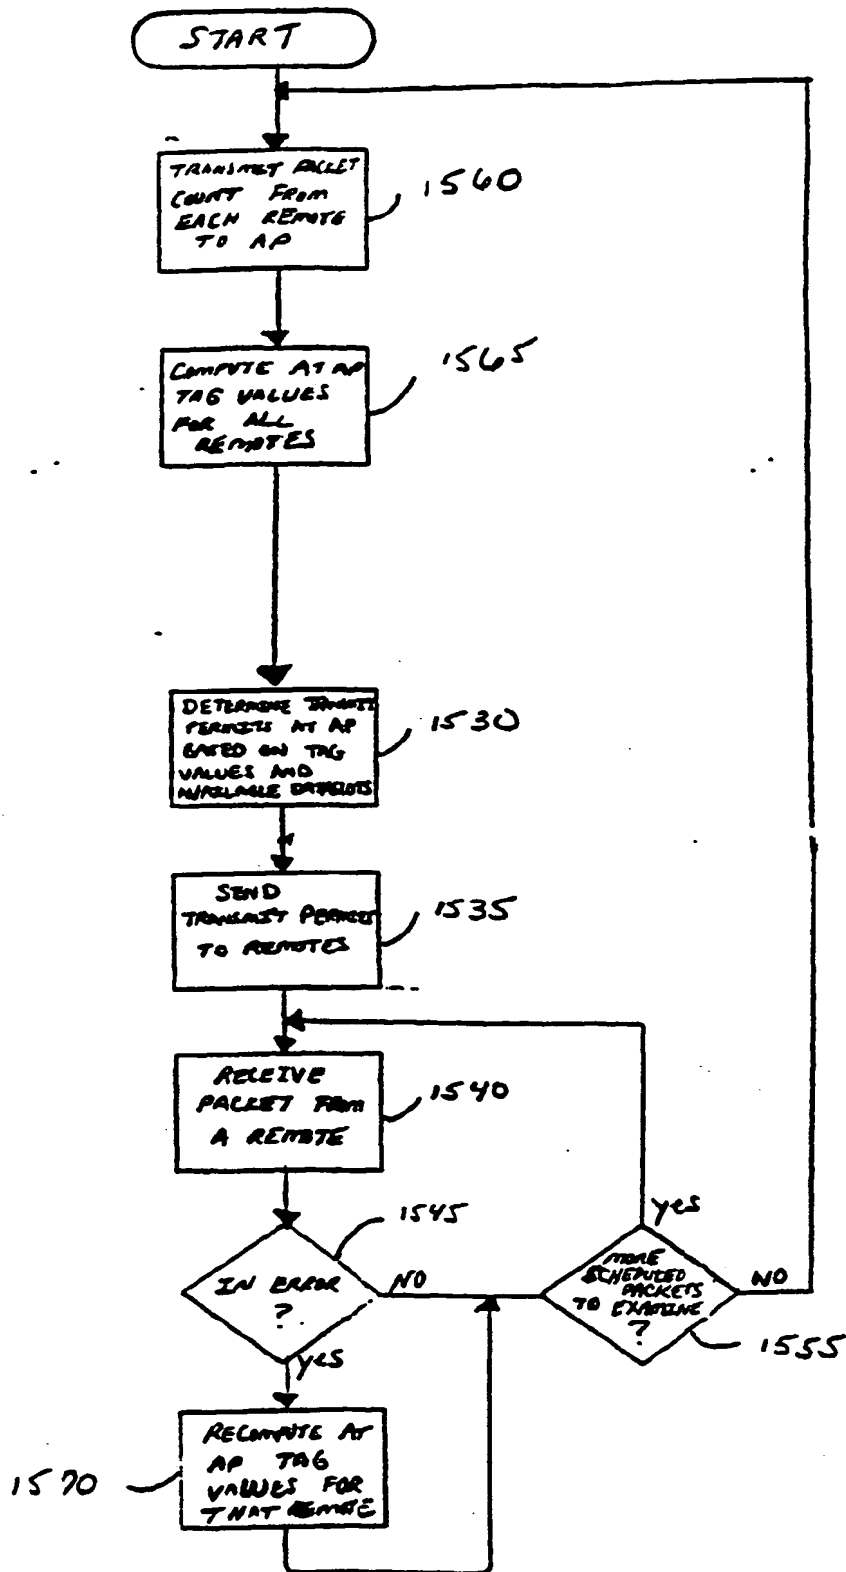 START
TRANSMIT PACKET
COUNT FROM
EACH REMOTE
TO AP
1560
COMPUTE AT AP
TAG VALUES
FOR ALL
REMOTES
1565
DETERMINE TRANSMIT
PERMITS AT AP
BASED ON TAG
VALUES AND
AVAILABLE DATASLOTS
1530
SEND
TRANSMIT PERMITS
TO REMOTES
1535
RECEIVE
PACKET FROM
A REMOTE
1540
IN ERROR
?
1545
NO
yes
MORE
SCHEDULED
PACKETS
TO EXAMINE
?
yes
NO
1555
RECOMPUTE AT
AP TAG
VALUES FOR
THAT REMOTE
1570